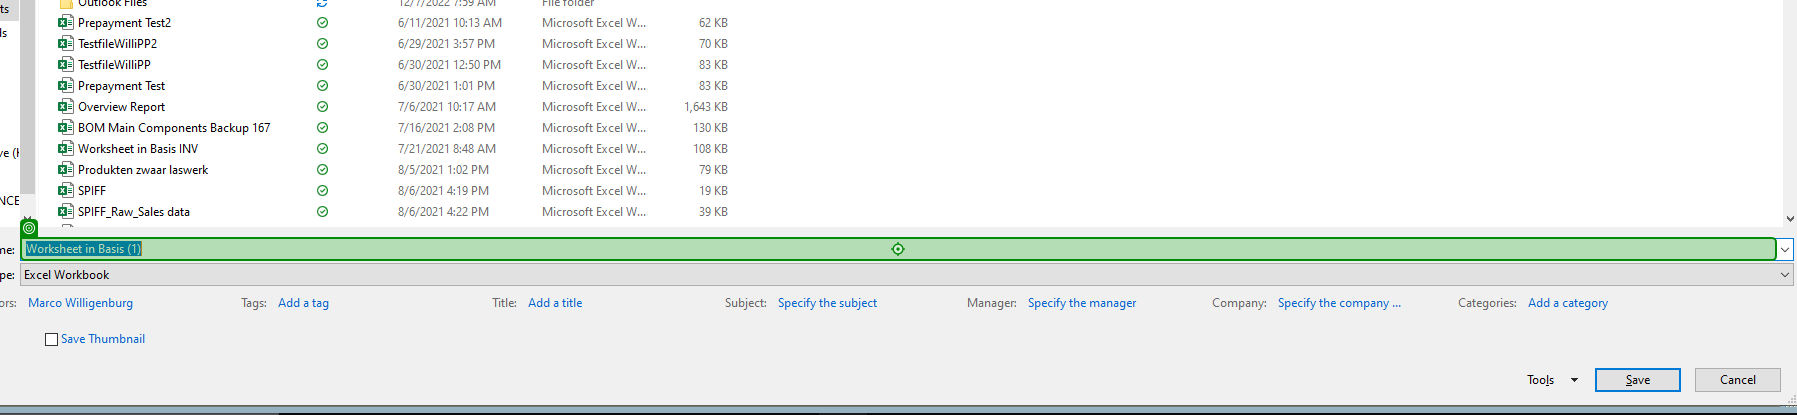 ts Outlook Files 12/7/2022 7:59 AM File folder
Prepayment Test2 6/11/2021 10:13 AM Microsoft Excel W... 62 KB
ls
TestfileWilliPP2 6/29/2021 3:57 PM Microsoft Excel W... 70 KB
TestfileWilliPP 6/30/2021 12:50 PM Microsoft Excel W... 83 KB
Prepayment Test 6/30/2021 1:01 PM Microsoft Excel W... 83 KB
Overview Report 7/6/2021 10:17 AM Microsoft Excel W... 1,643 KB
BOM Main Components Backup 167 7/16/2021 2:08 PM Microsoft Excel W... 130 KB
ve (H Worksheet in Basis INV 7/21/2021 8:48 AM Microsoft Excel W... 108 KB
Produkten zwaar laswerk 8/5/2021 1:02 PM Microsoft Excel W... 79 KB
NCE SPIFF 8/6/2021 4:19 PM Microsoft Excel W... 19 KB
SPIFF_Raw_Sales data 8/6/2021 4:22 PM Microsoft Excel W... 39 KB
me: Worksheet in Basis (1)
pe: Excel Workbook
ors: Marco Willigenburg Tags: Add a tag Title: Add a title Subject: Specify the subject Manager: Specify the manager Company: Specify the company ... Categories: Add a category
Save Thumbnail
Tools Save Cancel